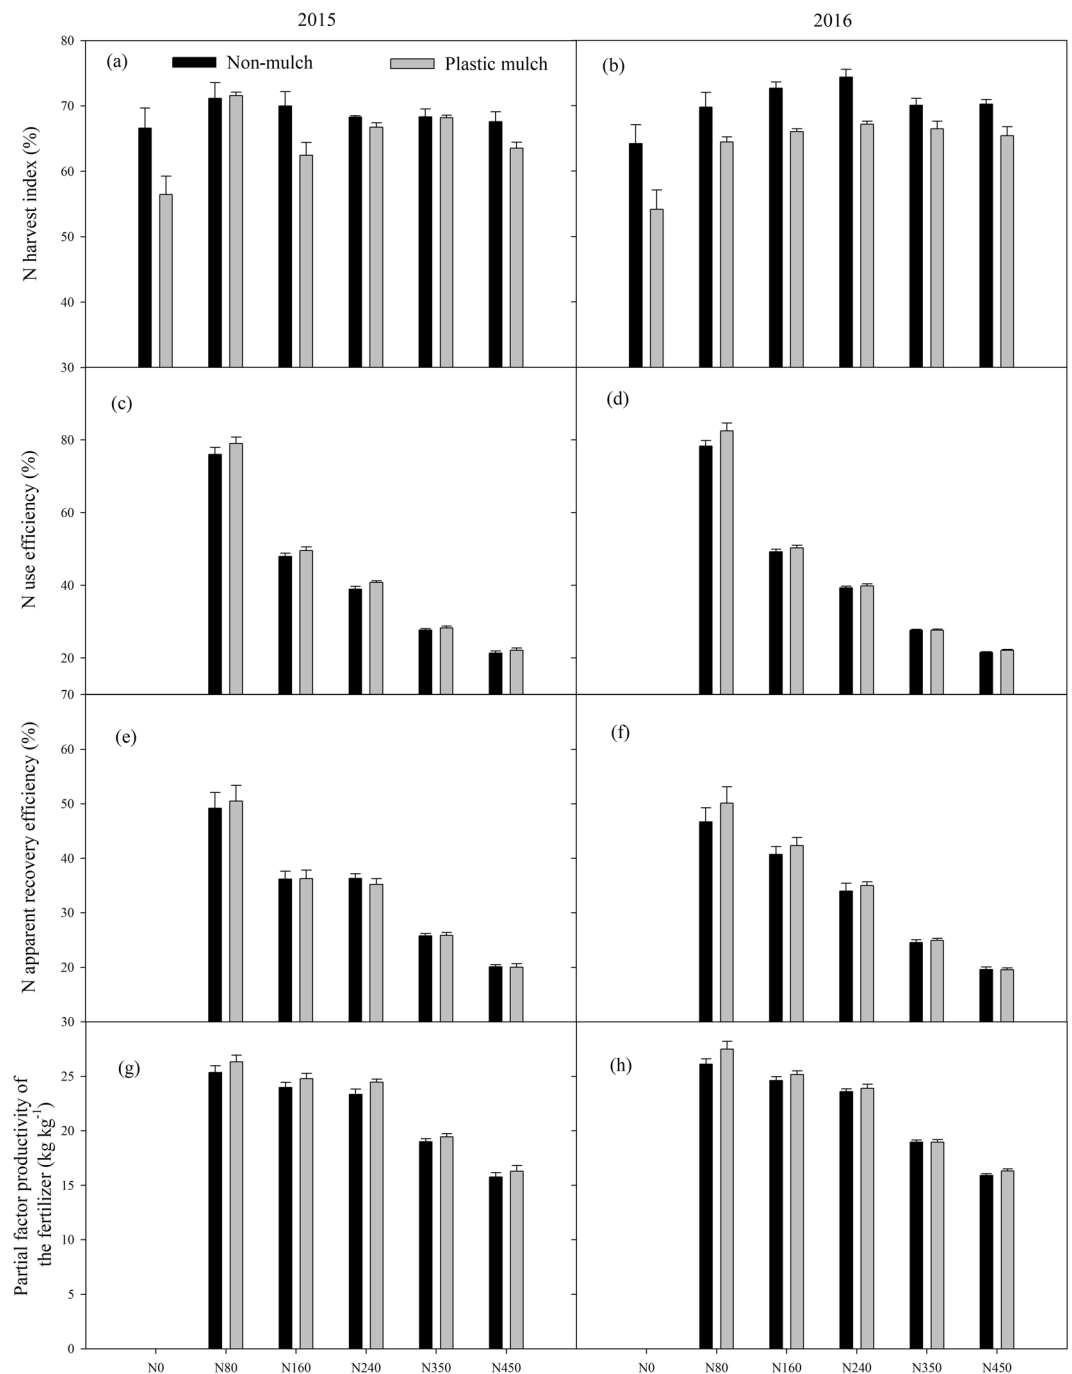 2015 2016
80
(a) Non-mulch Plastic mulch (b)
70
60
50
40
30
N harvest index (%)
(c) (d)
80
60
40
20
N use efficiency (%)
70
(e) (f)
60
50
40
30
20
N apparent recovery efficiency (%)
30
(g) (h)
25
20
15
10
5
0
Partial factor productivity of
the fertilizer (kg kg⁻¹)
N0 N80 N160 N240 N350 N450 N0 N80 N160 N240 N350 N450